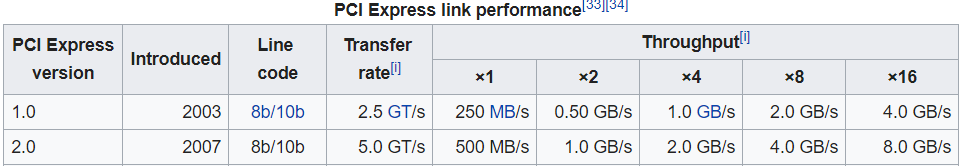 PCI Express link performance[33][34]
PCI Express version Introduced Line code Transfer rate[i] Throughput[i]
×1 ×2 ×4 ×8 ×16
1.0 2003 8b/10b 2.5 GT/s 250 MB/s 0.50 GB/s 1.0 GB/s 2.0 GB/s 4.0 GB/s
2.0 2007 8b/10b 5.0 GT/s 500 MB/s 1.0 GB/s 2.0 GB/s 4.0 GB/s 8.0 GB/s